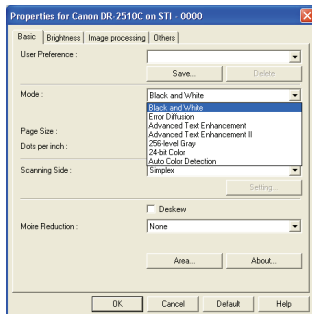 Properties for Canon DR-2510C on STI - 0000
Basic Brightness Image processing Others
User Preference :
Save... Delete
Mode : Black and White
Black and White
Error Diffusion
Advanced Text Enhancement
Advanced Text Enhancement II
256-level Gray
24-bit Color
Auto Color Detection
Page Size :
Dots per inch :
Scanning Side : Simplex
Setting...
Deskew
Moire Reduction : None
Area... About...
OK Cancel Default Help